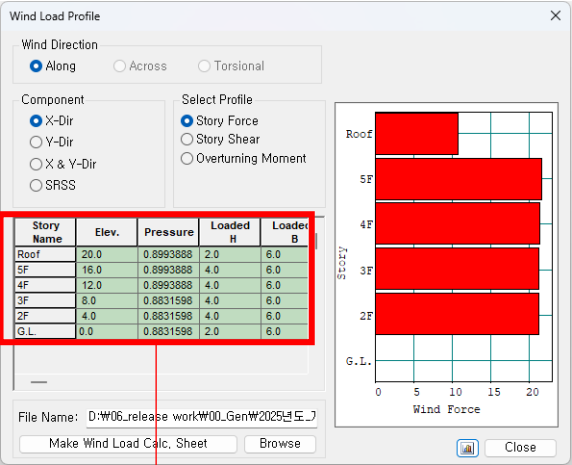 Wind Load Profile
Wind Direction
Along Across Torsional
Component
X-Dir
Y-Dir
X & Y-Dir
SRSS
Select Profile
Story Force
Story Shear
Overturning Moment
Story Name Elev. Pressure Loaded H Loaded B
Roof 20.0 0.8993888 2.0 6.0
5F 16.0 0.8993888 4.0 6.0
4F 12.0 0.8993888 4.0 6.0
3F 8.0 0.8831598 4.0 6.0
2F 4.0 0.8831598 4.0 6.0
G.L. 0.0 0.8831598 2.0 6.0
File Name: D:₩06_release work₩00_Gen₩2025년도_
Make Wind Load Calc, Sheet Browse
Story
Roof
5F
4F
3F
2F
G.L.
0 5 10 15 20
Wind Force
Close